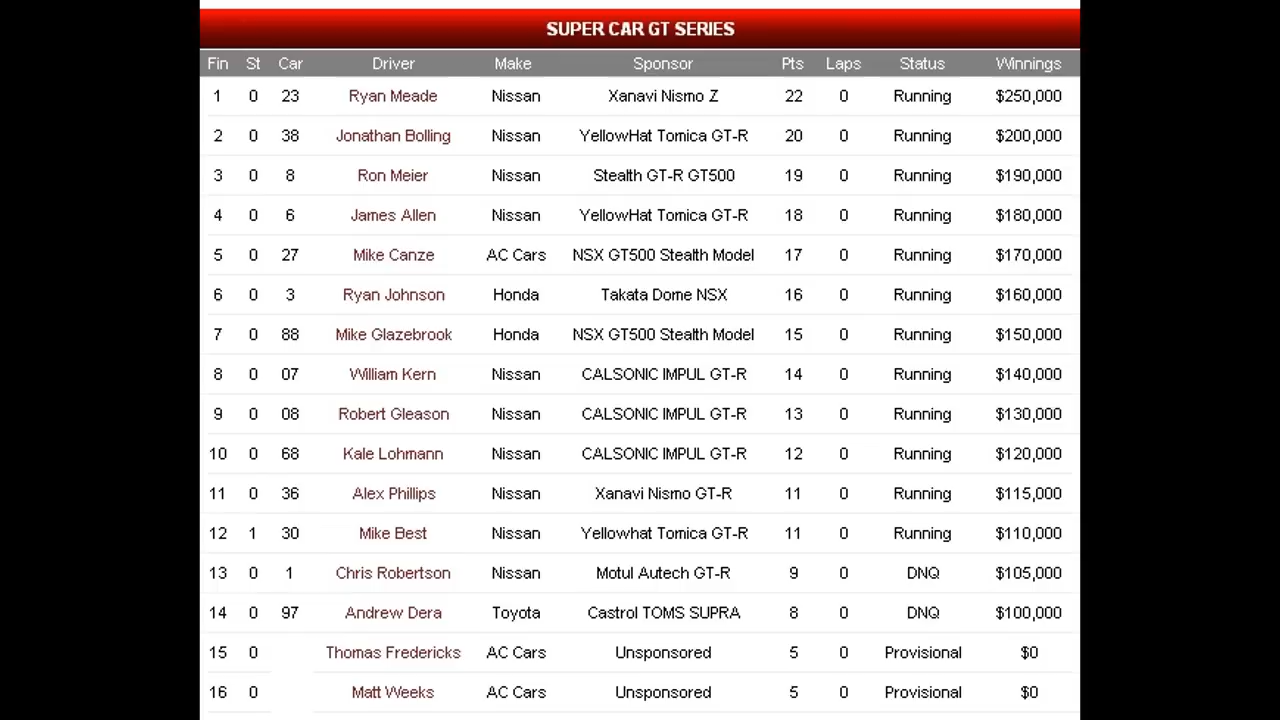 SUPER CAR GT SERIES
Fin St Car Driver Make Sponsor Pts Laps Status Winnings
1 0 23 Ryan Meade Nissan Xanavi Nismo Z 22 0 Running $250,000
2 0 38 Jonathan Bolling Nissan YellowHat Tomica GT-R 20 0 Running $200,000
3 0 8 Ron Meier Nissan Stealth GT-R GT500 19 0 Running $190,000
4 0 6 James Allen Nissan YellowHat Tomica GT-R 18 0 Running $180,000
5 0 27 Mike Canze AC Cars NSX GT500 Stealth Model 17 0 Running $170,000
6 0 3 Ryan Johnson Honda Takata Dome NSX 16 0 Running $160,000
7 0 88 Mike Glazebrook Honda NSX GT500 Stealth Model 15 0 Running $150,000
8 0 07 William Kern Nissan CALSONIC IMPUL GT-R 14 0 Running $140,000
9 0 08 Robert Gleason Nissan CALSONIC IMPUL GT-R 13 0 Running $130,000
10 0 68 Kale Lohmann Nissan CALSONIC IMPUL GT-R 12 0 Running $120,000
11 0 36 Alex Phillips Nissan Xanavi Nismo GT-R 11 0 Running $115,000
12 1 30 Mike Best Nissan Yellowhat Tomica GT-R 11 0 Running $110,000
13 0 1 Chris Robertson Nissan Motul Autech GT-R 9 0 DNQ $105,000
14 0 97 Andrew Dera Toyota Castrol TOMS SUPRA 8 0 DNQ $100,000
15 0 Thomas Fredericks AC Cars Unsponsored 5 0 Provisional $0
16 0 Matt Weeks AC Cars Unsponsored 5 0 Provisional $0